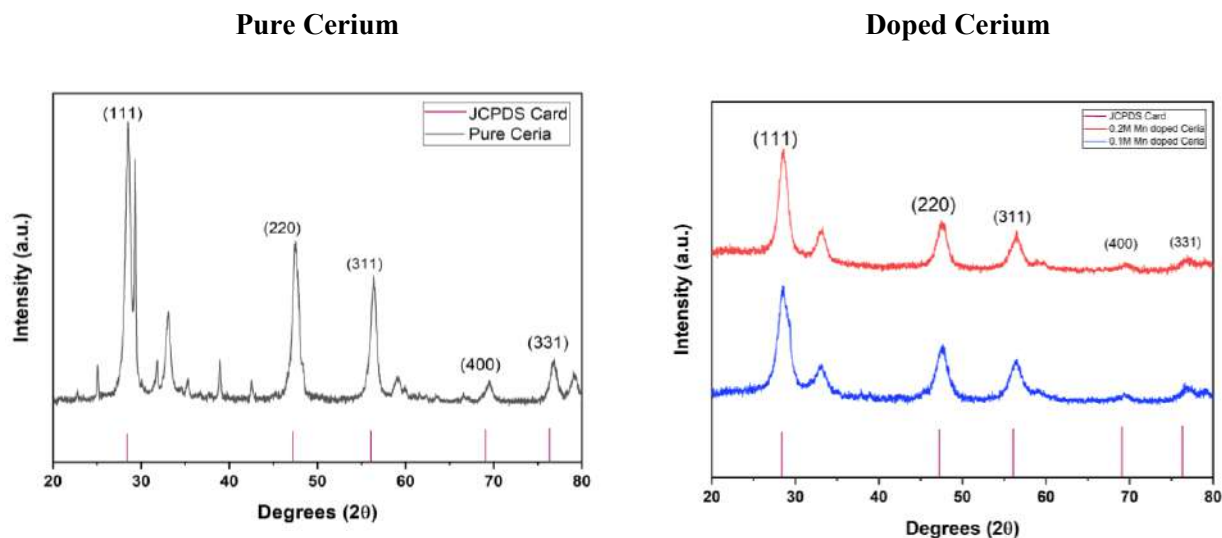 Pure Cerium
Doped Cerium
JCPDS Card
Pure Ceria
(111)
(220)
(311)
(400)
(331)
Intensity (a.u.)
20 30 40 50 60 70 80
Degrees (2θ)
JCPDS Card
0.2M Mn doped Ceria
0.1M Mn doped Ceria
(111)
(220)
(311)
(400)
(331)
Intensity (a.u.)
20 30 40 50 60 70 80
Degrees (2θ)